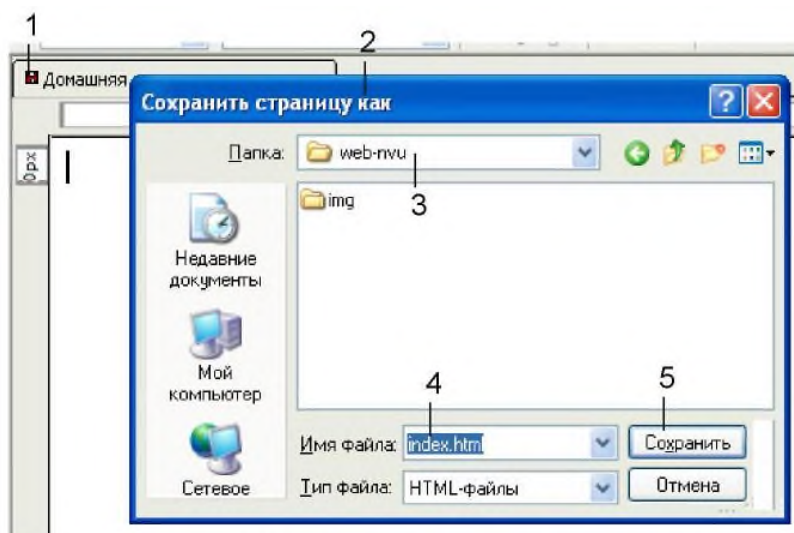 1
2
Домашняя
Сохранить страницу как
Папка: web-nvu
0px
3
img
Недавние
документы
Мой
компьютер
4
5
Имя файла: index.html Сохранить
Сетевое Тип файла: HTML-файлы Отмена